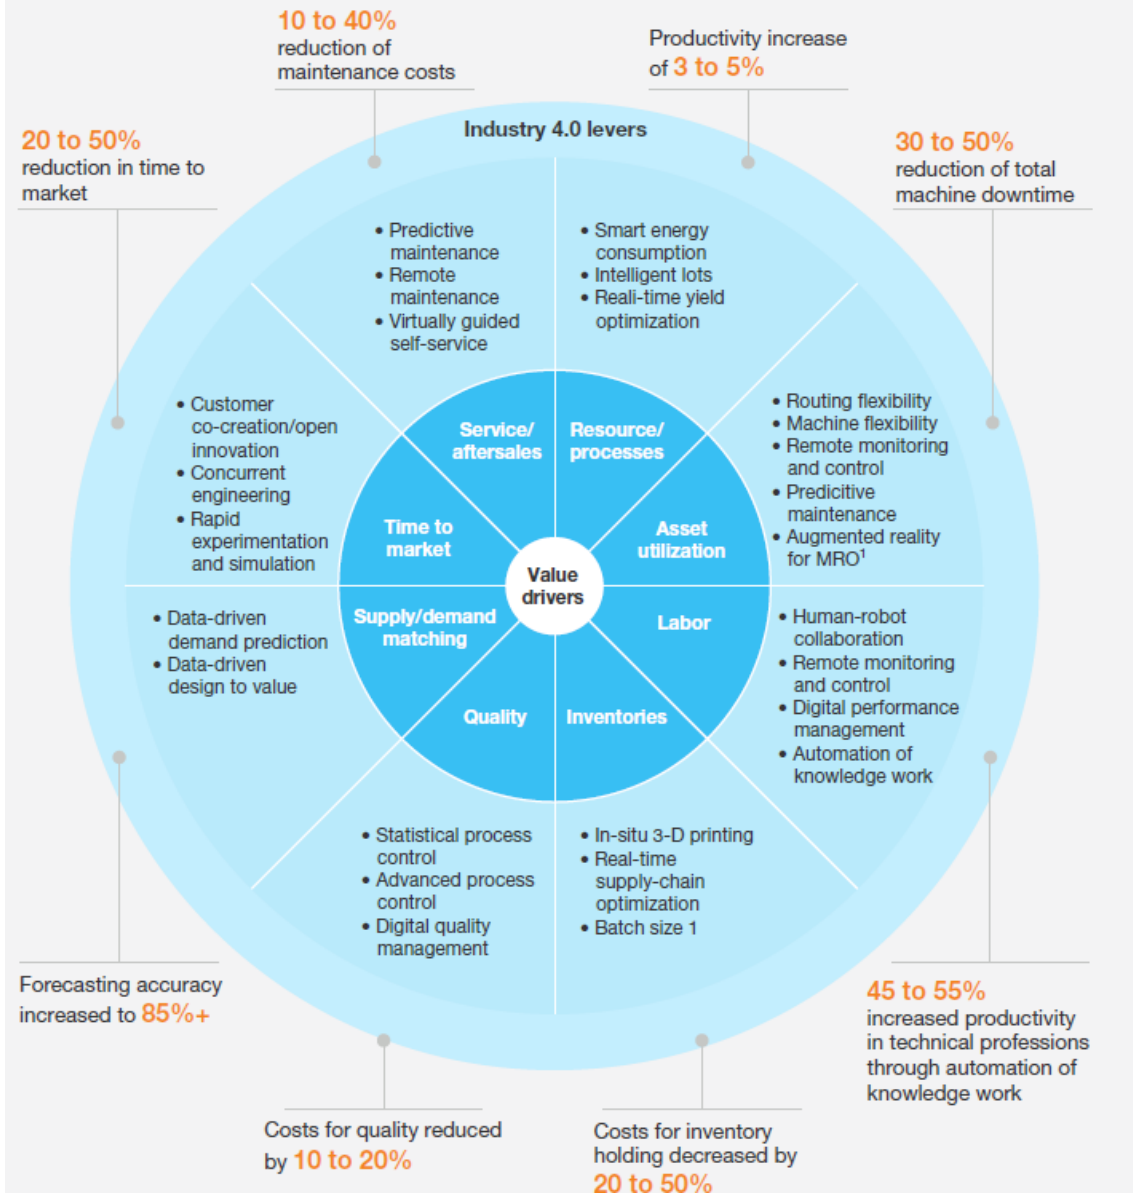 10 to 40%
reduction of
maintenance costs
Productivity increase
of 3 to 5%
Industry 4.0 levers
20 to 50%
reduction in time to
market
30 to 50%
reduction of total
machine downtime
• Predictive
maintenance
• Remote
maintenance
• Virtually guided
self-service
• Smart energy
consumption
• Intelligent lots
• Reali-time yield
optimization
• Customer
co-creation/open
innovation
• Concurrent
engineering
• Rapid
experimentation
and simulation
Service/
aftersales
Resource/
processes
• Routing flexibility
• Machine flexibility
• Remote monitoring
and control
• Predicitive
maintenance
• Augmented reality
for MRO¹
Time to
market
Asset
utilization
Value
drivers
Supply/demand
matching
Labor
Quality
Inventories
• Data-driven
demand prediction
• Data-driven
design to value
• Human-robot
collaboration
• Remote monitoring
and control
• Digital performance
management
• Automation of
knowledge work
• Statistical process
control
• Advanced process
control
• Digital quality
management
• In-situ 3-D printing
• Real-time
supply-chain
optimization
• Batch size 1
Forecasting accuracy
increased to 85%+
45 to 55%
increased productivity
in technical professions
through automation of
knowledge work
Costs for quality reduced
by 10 to 20%
Costs for inventory
holding decreased by
20 to 50%